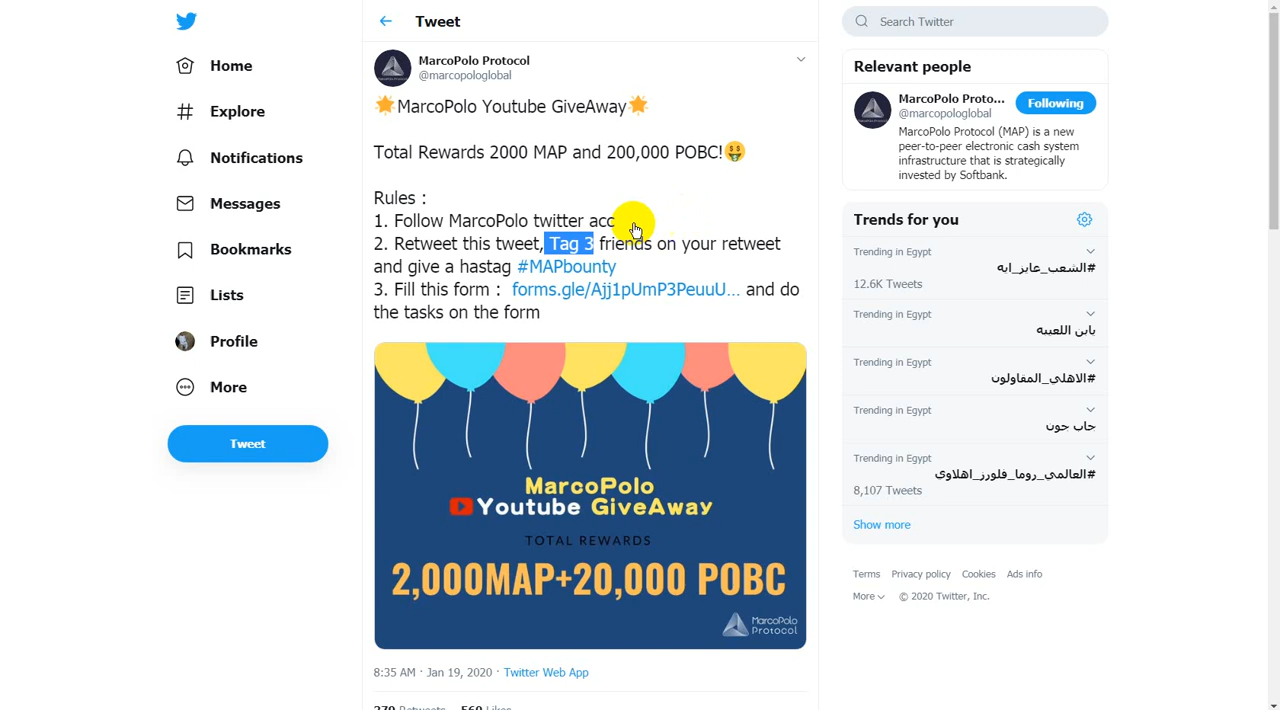 Home
Explore
Notifications
Messages
Bookmarks
Lists
Profile
More
Tweet
Tweet
MarcoPolo Protocol
@marcopologlobal
MarcoPolo Youtube GiveAway
Total Rewards 2000 MAP and 200,000 POBC!
Rules :
1. Follow MarcoPolo twitter acc
2. Retweet this tweet, Tag 3 friends on your retweet
and give a hastag #MAPbounty
3. Fill this form : forms.gle/Ajj1pUmP3PeuuU... and do
the tasks on the form
MarcoPolo
Youtube GiveAway
TOTAL REWARDS
2,000MAP+20,000 POBC
MarcoPolo
Protocol
8:35 AM · Jan 19, 2020 · Twitter Web App
Search Twitter
Relevant people
MarcoPolo Proto...
Following
@marcopologlobal
MarcoPolo Protocol (MAP) is a new
peer-to-peer electronic cash system
infrastructure that is strategically
invested by Softbank.
Trends for you
Trending in Egypt
#الشعب_عايز_ايه
12.6K Tweets
Trending in Egypt
يابن اللعيبه
Trending in Egypt
#الاهلي_المقاولون
Trending in Egypt
جاب جون
Trending in Egypt
#العالمي_روما_فلورز_اهلاوي
8,107 Tweets
Show more
Terms Privacy policy Cookies Ads info
More © 2020 Twitter, Inc.